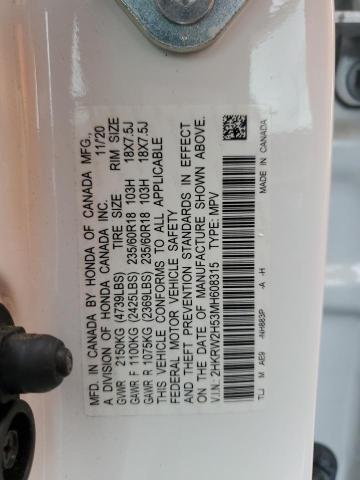 MFD. IN CANADA BY HONDA OF CANADA MFG.,
A DIVISION OF HONDA CANADA INC. 11/20
TIRE SIZE RIM SIZE
GVWR 2150KG (4739LBS)
GAWR F 1100KG (2425LBS) 235/60R18 103H 18X7.5J
GAWR R 1075KG (2369LBS) 235/60R18 103H 18X7.5J
THIS VEHICLE CONFORMS TO ALL APPLICABLE
FEDERAL MOTOR VEHICLE SAFETY
AND THEFT PREVENTION STANDARDS IN EFFECT
ON THE DATE OF MANUFACTURE SHOWN ABOVE.
V.I.N.: 2HKRW2H53MH608315 TYPE: MPV
TLJ M AE9 -NH883P -A -H MADE IN CANADA